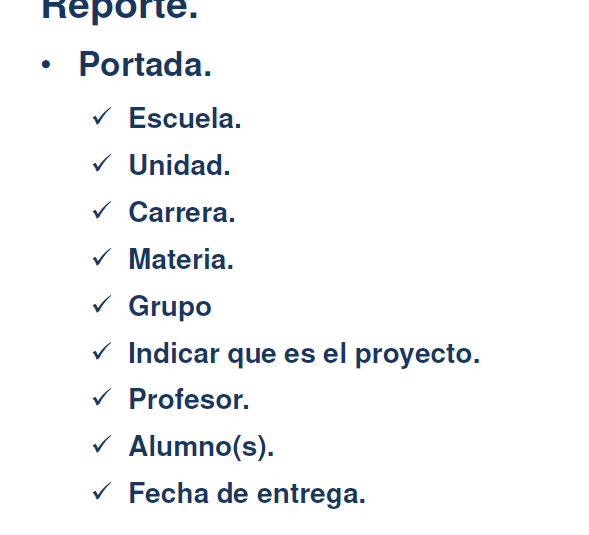 Reporte.
• Portada.
✓ Escuela.
✓ Unidad.
✓ Carrera.
✓ Materia.
✓ Grupo
✓ Indicar que es el proyecto.
✓ Profesor.
✓ Alumno(s).
✓ Fecha de entrega.